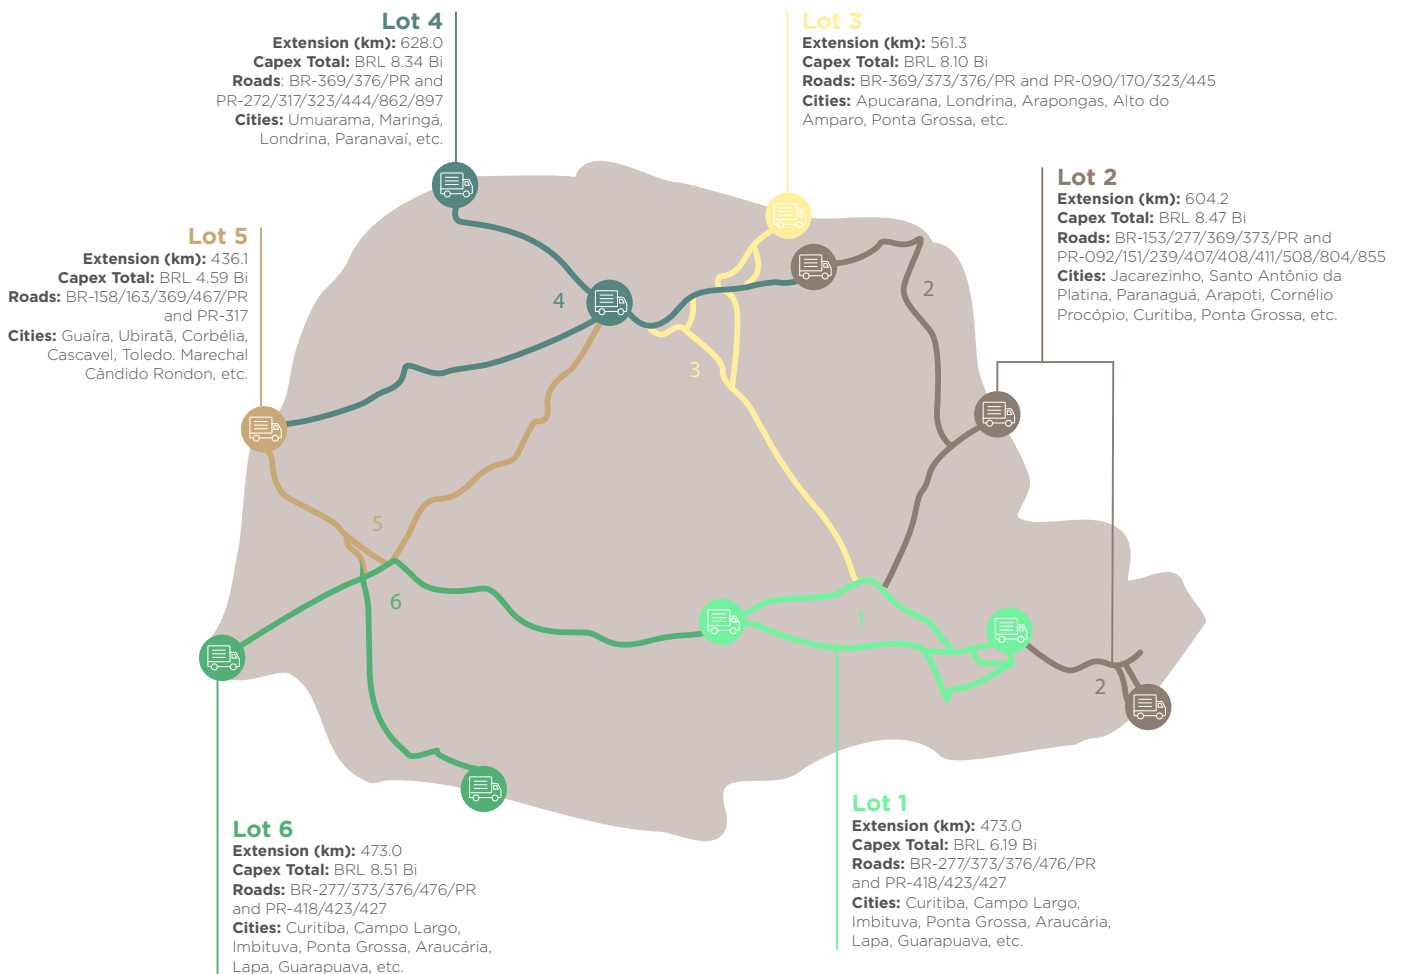 Lot 4
Extension (km): 628.0
Capex Total: BRL 8.34 Bi
Roads: BR-369/376/PR and
PR-272/317/323/444/862/897
Cities: Umuarama, Maringá,
Londrina, Paranavaí, etc.
Lot 3
Extension (km): 561.3
Capex Total: BRL 8.10 Bi
Roads: BR-369/373/376/PR and PR-090/170/323/445
Cities: Apucarana, Londrina, Arapongas, Alto do
Amparo, Ponta Grossa, etc.
Lot 2
Extension (km): 604.2
Capex Total: BRL 8.47 Bi
Roads: BR-153/277/369/373/PR and
PR-092/151/239/407/408/411/508/804/855
Cities: Jacarezinho, Santo Antônio da
Platina, Paranaguá, Arapoti, Cornélio
Procópio, Curitiba, Ponta Grossa, etc.
Lot 5
Extension (km): 436.1
Capex Total: BRL 4.59 Bi
Roads: BR-158/163/369/467/PR
and PR-317
Cities: Guaíra, Ubiratã, Corbélia,
Cascavel, Toledo. Marechal
Cândido Rondon, etc.
4
2
3
5
6
1
2
Lot 6
Extension (km): 473.0
Capex Total: BRL 8.51 Bi
Roads: BR-277/373/376/476/PR
and PR-418/423/427
Cities: Curitiba, Campo Largo,
Imbituva, Ponta Grossa, Araucária,
Lapa, Guarapuava, etc.
Lot 1
Extension (km): 473.0
Capex Total: BRL 6.19 Bi
Roads: BR-277/373/376/476/PR
and PR-418/423/427
Cities: Curitiba, Campo Largo,
Imbituva, Ponta Grossa, Araucária,
Lapa, Guarapuava, etc.